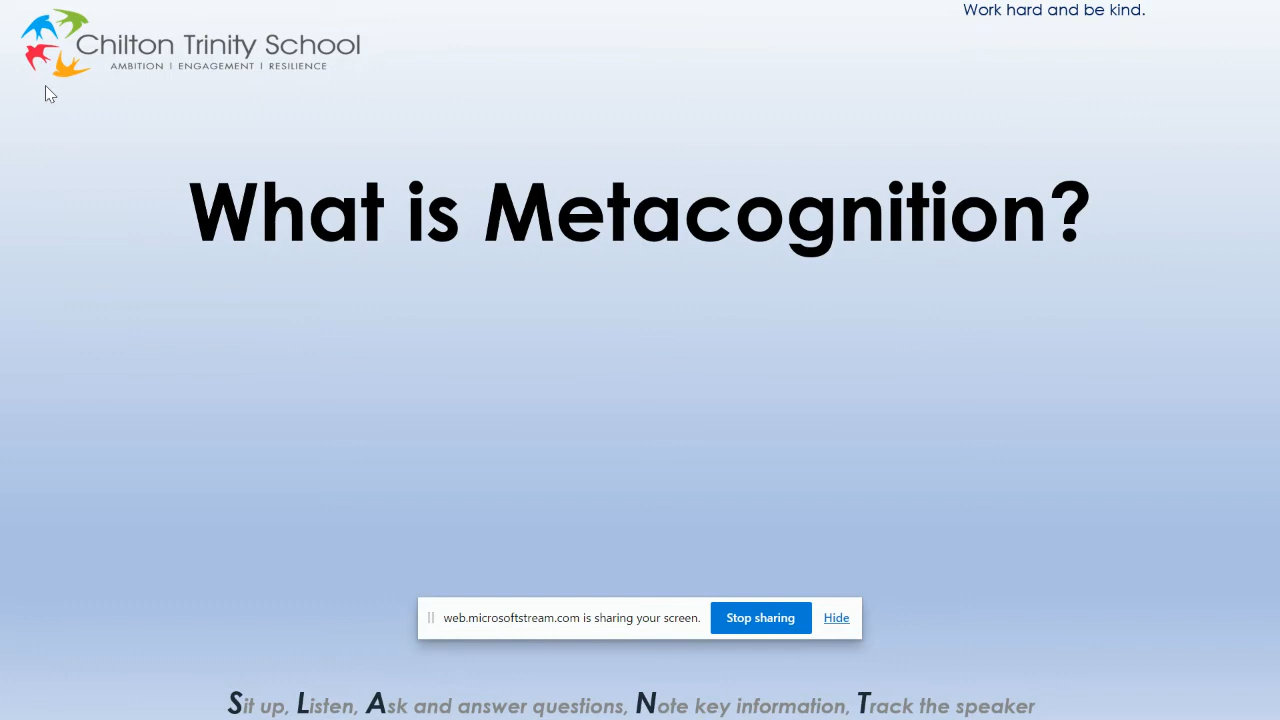 Work hard and be kind.
Chilton Trinity School
AMBITION | ENGAGEMENT | RESILIENCE
What is Metacognition?
web.microsoftstream.com is sharing your screen. Stop sharing Hide
Sit up, Listen, Ask and answer questions, Note key information, Track the speaker